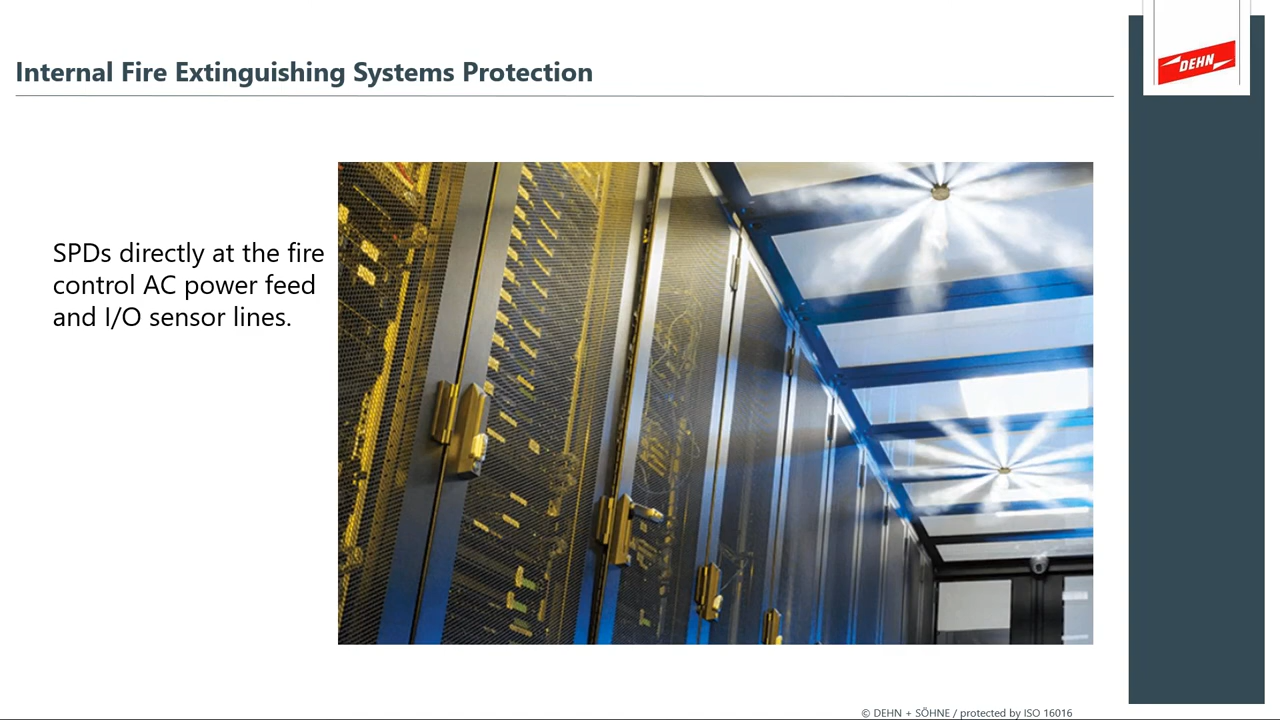 Internal Fire Extinguishing Systems Protection
DEHN
SPDs directly at the fire
control AC power feed
and I/O sensor lines.
© DEHN + SÖHNE / protected by ISO 16016